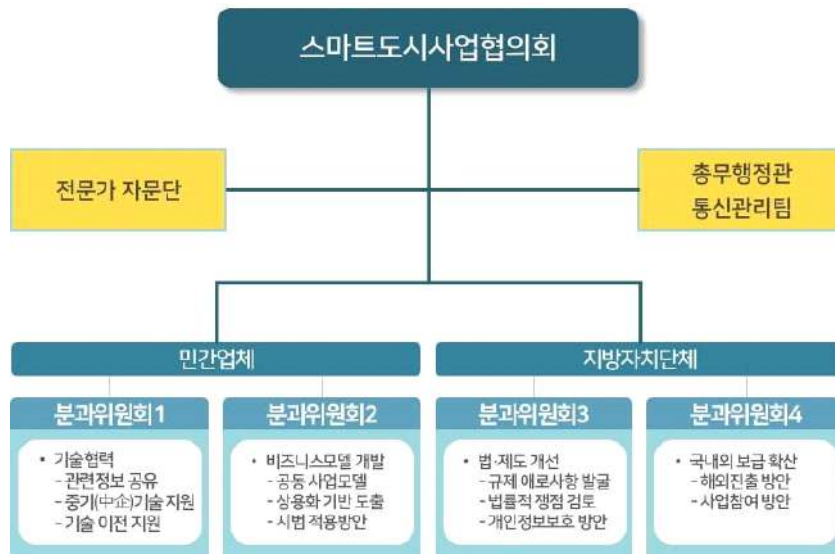 스마트도시사업협의회
전문가 자문단
총무행정관
통신관리팀
민간업체
지방자치단체
분과위원회1
• 기술협력
- 관련정보 공유
- 중기(中企)기술 지원
- 기술 이전 지원
분과위원회2
• 비즈니스모델 개발
- 공동 사업모델
- 상용화 기반 도출
- 시범 적용방안
분과위원회3
• 법·제도 개선
- 규제 애로사항 발굴
- 법률적 쟁점 검토
- 개인정보보호 방안
분과위원회4
• 국내외 보급 확산
- 해외진출 방안
- 사업참여 방안